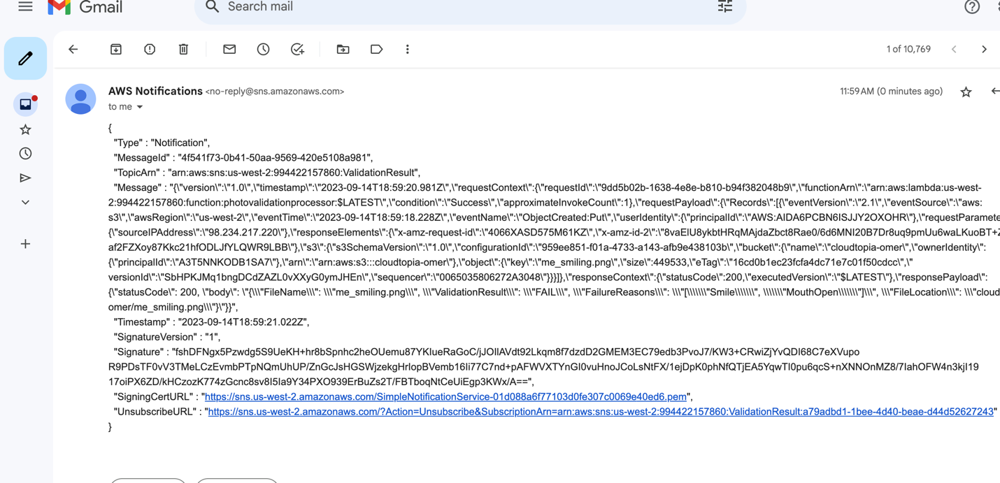 Gmail
Search mail
1 of 10,769
AWS Notifications <no-reply@sns.amazonaws.com>
11:59 AM (0 minutes ago)
to me
{
"Type" : "Notification",
"MessageId" : "4f541f73-0b41-50aa-9569-420e5108a981",
"TopicArn" : "arn:aws:sns:us-west-2:994422157860:ValidationResult",
"Message" : "{\"version\":\"1.0\",\"timestamp\":\"2023-09-14T18:59:20.981Z\",\"requestContext\":{\"requestId\":\"9dd5b02b-1638-4e8e-b810-b94f382048b9\",\"functionArn\":\"arn:aws:lambda:us-west-
2:994422157860:function:photovalidationprocessor:$LATEST\",\"condition\":\"Success\",\"approximateInvokeCount\":1},\"requestPayload\":{\"Records\":[{\"eventVersion\":\"2.1\",\"eventSource\":\"aws:
s3\",\"awsRegion\":\"us-west-2\",\"eventTime\":\"2023-09-14T18:59:18.228Z\",\"eventName\":\"ObjectCreated:Put\",\"userIdentity\":{\"principalId\":\"AWS:AIDA6PCBN6ISJJY2OXOHR\"},\"requestParamete
{\"sourceIPAddress\":\"98.234.217.220\"},\"responseElements\":{\"x-amz-request-id\":\"4066XASD575M61KZ\",\"x-amz-id-2\":\"8vaElU8ykbtHRqMAjdaZbct8Rae0/6d6MNI20B7Dr8uq9pmUu6waLKuoBT+Z
af2FZXoy87Kkc21hfODLJfYLQWR9LBB\"},\"s3\":{\"s3SchemaVersion\":\"1.0\",\"configurationId\":\"959ee851-f01a-4733-a143-afb9e438103b\",\"bucket\":{\"name\":\"cloudtopia-omer\",\"ownerIdentity\":
{\"principalId\":\"A3T5NNKODB1SA7\"},\"arn\":\"arn:aws:s3:::cloudtopia-omer\"},\"object\":{\"key\":\"me_smiling.png\",\"size\":449533,\"eTag\":\"16cd0b1ec23fcfa4dc71e7c01f50cdcc\",\"
versionId\":\"SbHPKJMq1bngDCdZAZL0vXXyG0ymJHEn\",\"sequencer\":\"0065035806272A3048\"}}}]},\"responseContext\":{\"statusCode\":200,\"executedVersion\":\"$LATEST\"},\"responsePayload\":
{\"statusCode\": 200, \"body\": \"{\\\"FileName\\\": \\\"me_smiling.png\\\", \\\"ValidationResult\\\": \\\"FAIL\\\", \\\"FailureReasons\\\": \\\"[\\\\\\\"Smile\\\\\\\", \\\\\\\"MouthOpen\\\\\\\"]\\\", \\\"FileLocation\\\": \\\"cloud
omer/me_smiling.png\\\"}\"}}",
"Timestamp" : "2023-09-14T18:59:21.022Z",
"SignatureVersion" : "1",
"Signature" : "fshDFNgx5Pzwdg5S9UeKH+hr8bSpnhc2heOUemu87YKIueRaGoC/jJOIlAVdt92Lkqm8f7dzdD2GMEM3EC79edb3PvoJ7/KW3+CRwiZjYvQDI68C7eXVupo
R9PDsTF0vV3TMeLCzEvmbPTpNQmUhUP/ZnGcJsHGSWjzekgHrlopBVemb16Ii77C7nd+pAFWVXTYnGI0vuHnoJCoLsNtFX/1ejDpK0phNfQTjEA5YqwTl0pu6qcS+nXNNOnMZ8/7IahOFW4n3kjI19
17oiPX6ZD/kHCzozK774zGcnc8sv8I5Ia9Y34PXO939ErBuZs2T/FBTboqNtCeUiEgp3KWx/A==",
"SigningCertURL" : "https://sns.us-west-2.amazonaws.com/SimpleNotificationService-01d088a6f77103d0fe307c0069e40ed6.pem",
"UnsubscribeURL" : "https://sns.us-west-2.amazonaws.com/?Action=Unsubscribe&SubscriptionArn=arn:aws:sns:us-west-2:994422157860:ValidationResult:a79adbd1-1bee-4d40-beae-d44d52627243"
}